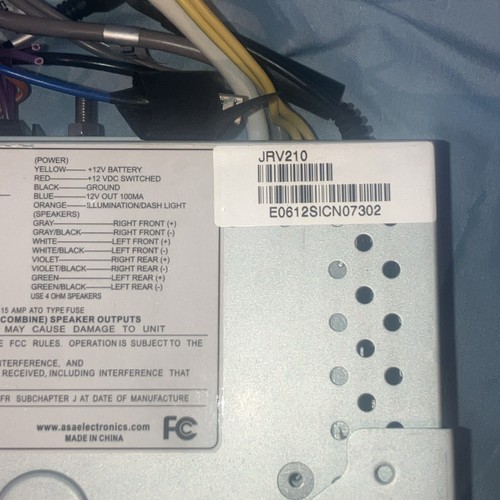 (POWER)
YELLOW——+12V BATTERY
RED——+12 VDC SWITCHED
BLACK——GROUND
BLUE——12V OUT 100MA
ORANGE——ILLUMINATION/DASH LIGHT
(SPEAKERS)
GRAY——RIGHT FRONT (+)
GRAY/BLACK——RIGHT FRONT (-)
WHITE——LEFT FRONT (+)
WHITE/BLACK——LEFT FRONT (-)
VIOLET——RIGHT REAR (+)
VIOLET/BLACK——RIGHT REAR (-)
GREEN——LEFT REAR (+)
GREEN/BLACK——LEFT REAR (-)
USE 4 OHM SPEAKERS
15 AMP ATO TYPE FUSE
(COMBINE) SPEAKER OUTPUTS
MAY CAUSE DAMAGE TO UNIT
FCC RULES. OPERATION IS SUBJECT TO THE
INTERFERENCE, AND
RECEIVED, INCLUDING INTERFERENCE THAT
FR SUBCHAPTER J AT DATE OF MANUFACTURE
www.asaelectronics.com
MADE IN CHINA
FC
JRV210
E0612SICN07302